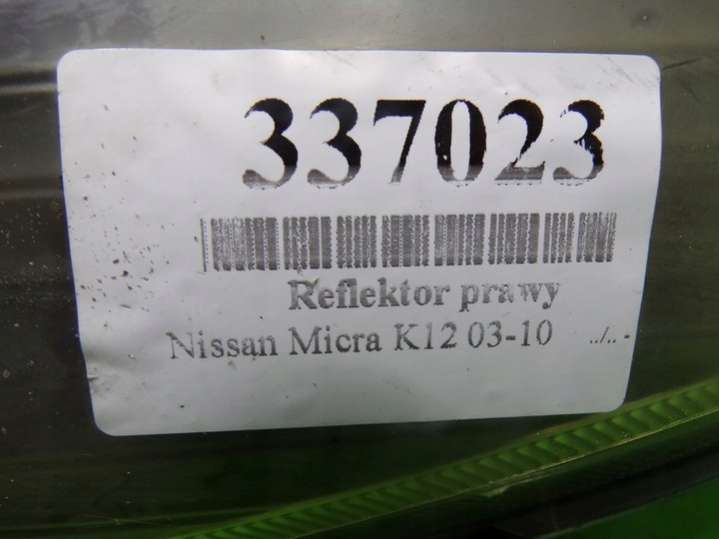 337023
Reflektor prawy
Nissan Micra K12 03-10 ../.. -